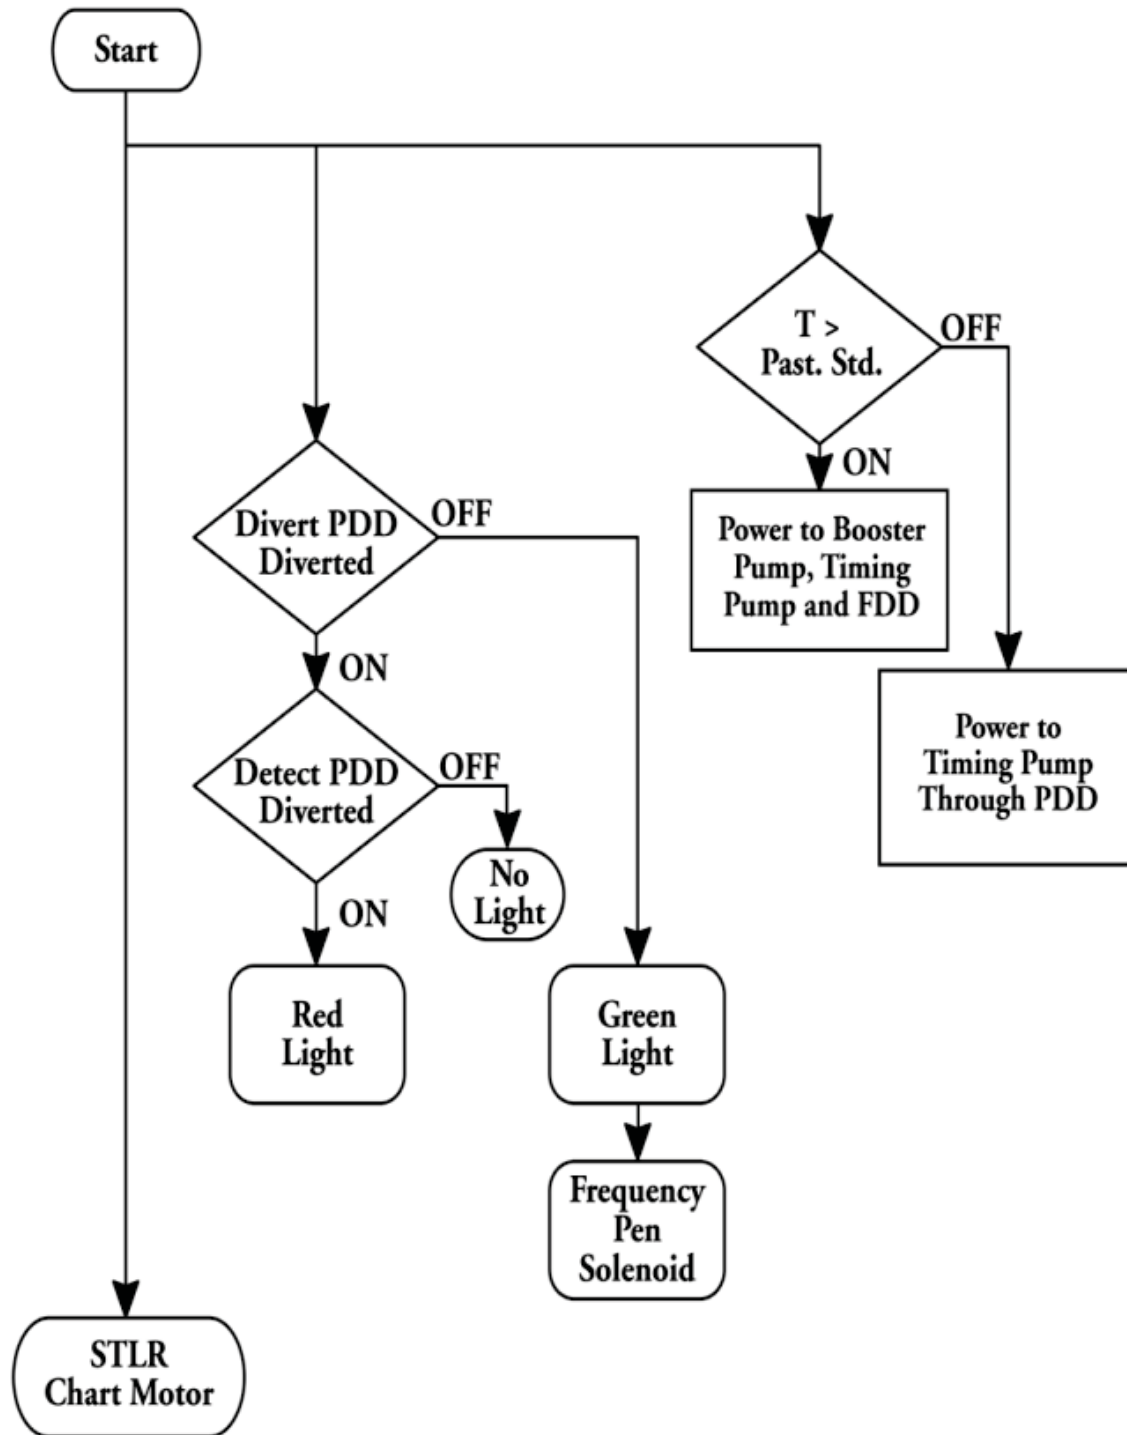 Start
T >
Past. Std.
OFF
ON
Power to Booster
Pump, Timing
Pump and FDD
Power to
Timing Pump
Through PDD
Divert PDD
Diverted
OFF
ON
Detect PDD
Diverted
OFF
No
Light
ON
Red
Light
Green
Light
Frequency
Pen
Solenoid
STLR
Chart Motor